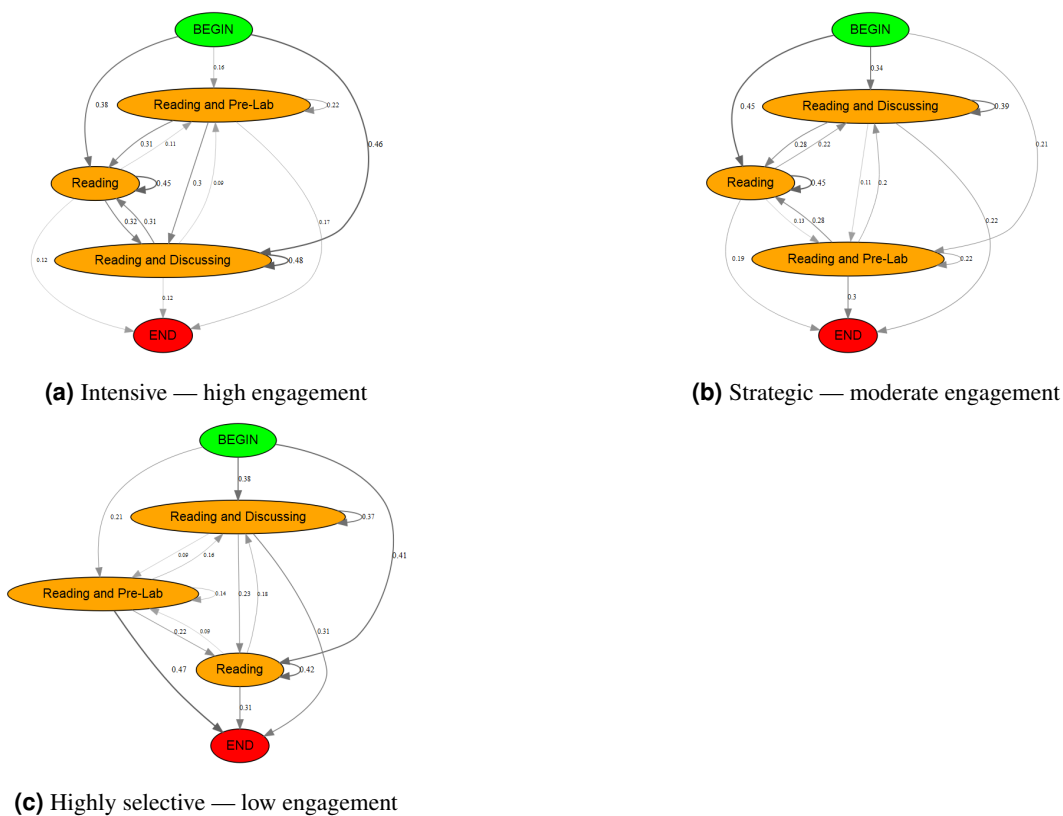 BEGIN
0.16
Reading and Pre-Lab
0.22
0.38
0.31
0.11
0.46
Reading
0.45
0.3
0.09
0.32
0.31
0.17
Reading and Discussing
0.48
0.12
0.12
END
(a) Intensive — high engagement
BEGIN
0.34
Reading and Discussing
0.39
0.45
0.28
0.22
0.21
Reading
0.45
0.11
0.2
0.13
0.28
0.22
Reading and Pre-Lab
0.22
0.19
0.3
END
(b) Strategic — moderate engagement
BEGIN
0.38
Reading and Discussing
0.37
0.21
0.09
0.16
0.41
Reading and Pre-Lab
0.14
0.23
0.18
0.22
0.09
0.31
0.47
Reading
0.42
0.31
END
(c) Highly selective — low engagement